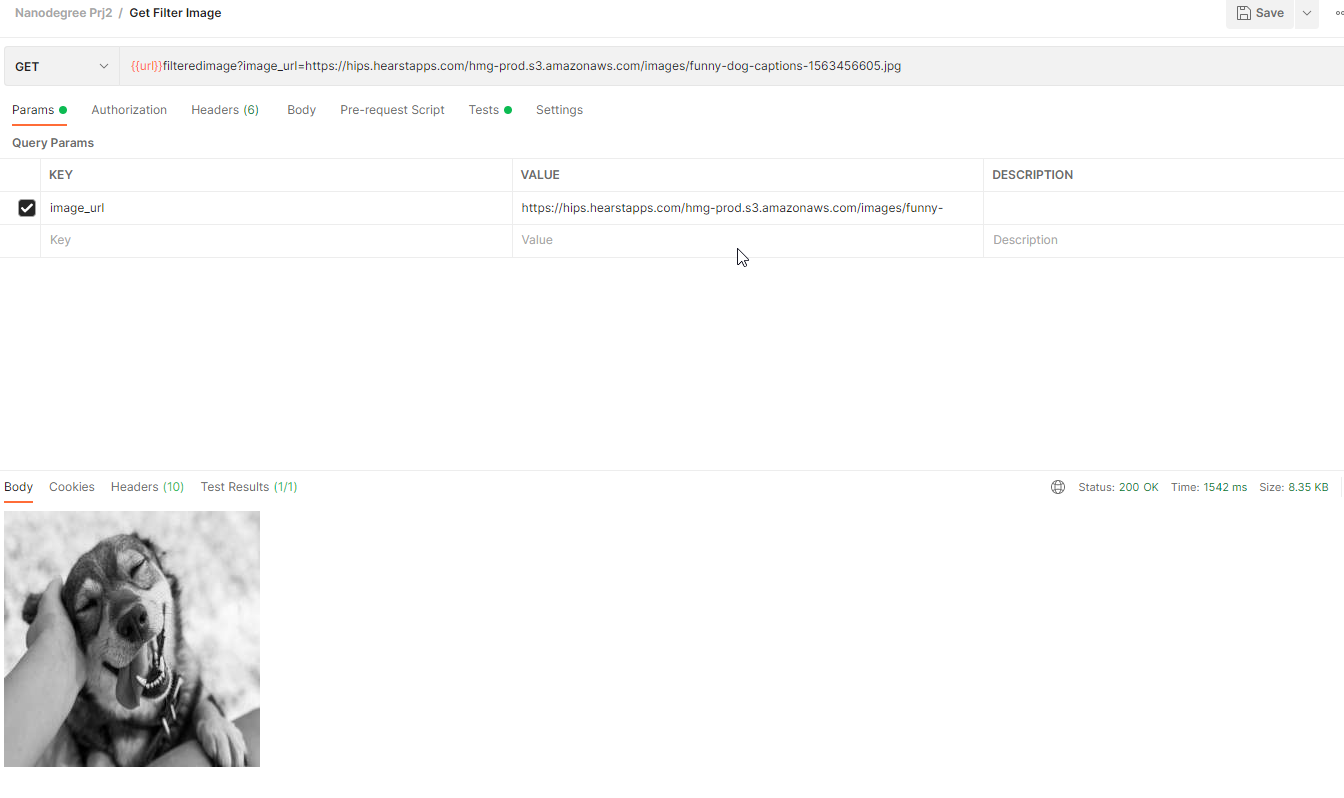 Nanodegree Prj2 / Get Filter Image
Save
GET
{{url}}filteredimage?image_url=https://hips.hearstapps.com/hmg-prod.s3.amazonaws.com/images/funny-dog-captions-1563456605.jpg
Params Authorization Headers (6) Body Pre-request Script Tests Settings
Query Params
KEY VALUE DESCRIPTION
image_url https://hips.hearstapps.com/hmg-prod.s3.amazonaws.com/images/funny-
Key Value Description
Body Cookies Headers (10) Test Results (1/1) Status: 200 OK Time: 1542 ms Size: 8.35 KB